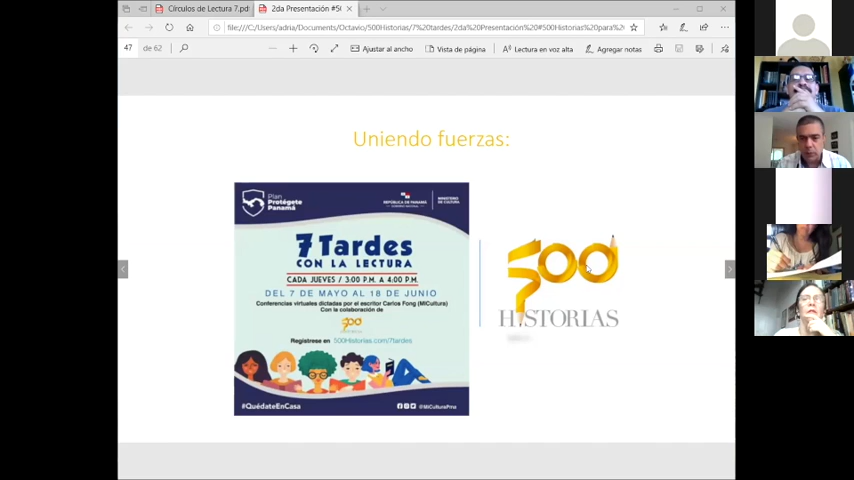 Círculos de Lectura 7.pd
2da Presentación #50
file:///C:/Users/adria/Documents/Octavio/500Historias/7%20tardes/2da%20Presentación%20#500Historias%20para%20
47 de 62
Ajustar al ancho
Vista de página
Lectura en voz alta
Agregar notas
Uniendo fuerzas:
Plan
Protégete
Panamá
REPÚBLICA DE PANAMÁ
MINISTERIO
DE CULTURA
7 Tardes
CON LA LECTURA
CADA JUEVES / 3:00 P.M. A 4:00 P.M.
DEL 7 DE MAYO AL 18 DE JUNIO
Conferencias virtuales dictadas por el escritor Carlos Fong (MiCultura)
Con la colaboración de
500
Regístrese en 500Historias.com/7tardes
#QuédateEnCasa
@MiCulturaPma
500
HISTORIAS